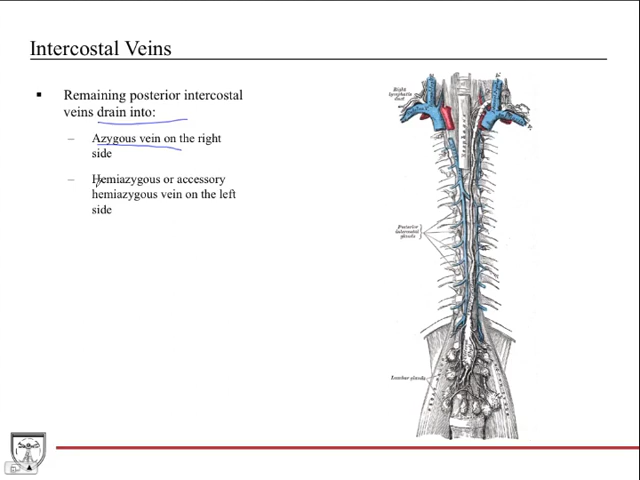 Intercostal Veins
Remaining posterior intercostal
veins drain into:
Azygous vein on the right
side
Hemiazygous or accessory
hemiazygous vein on the left
side
Right
lymphatic
duct
Posterior
intercostal
glands
Lumbar glands